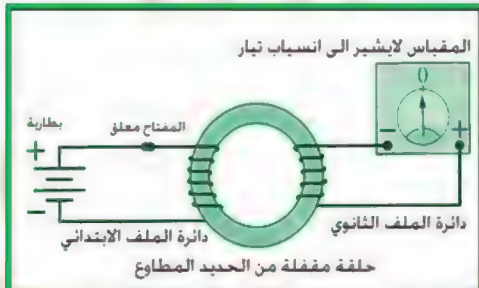 المقياس لايشير الى انسياب تيار
0
بطارية
المفتاح مغلق
+
−
− +
دائرة الملف الثانوي
دائرة الملف الابتدائي
حلقة مقفلة من الحديد المطاوع